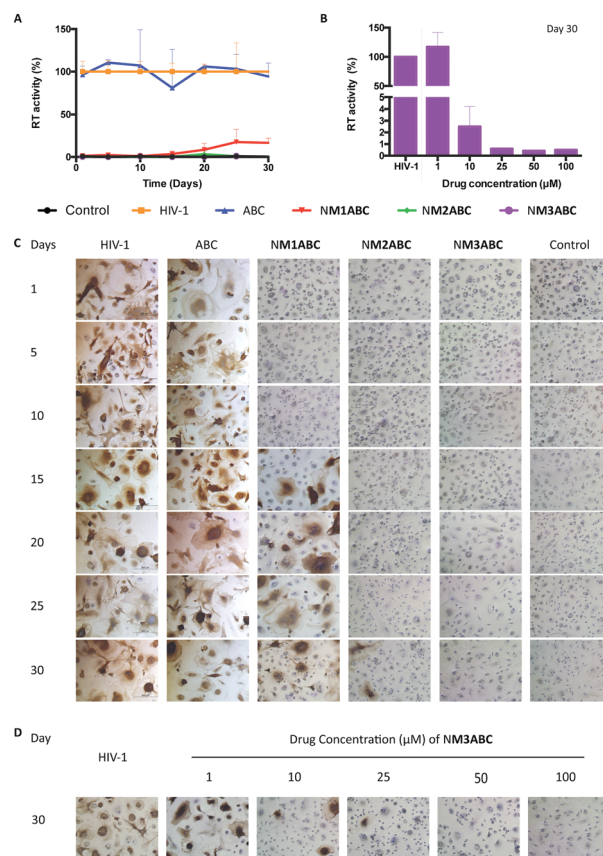 A
B
Day 30
RT activity (%)
150
100
50
0
0
10
20
30
Time (Days)
RT activity (%)
150
100
50
5
4
3
2
1
0
HIV-1
1
10
25
50
100
Drug concentration (µM)
Control
HIV-1
ABC
NM1ABC
NM2ABC
NM3ABC
C
Days
HIV-1
ABC
NM1ABC
NM2ABC
NM3ABC
Control
1
5
10
15
20
25
30
D
Day
Drug Concentration (µM) of NM3ABC
HIV-1
1
10
25
50
100
30